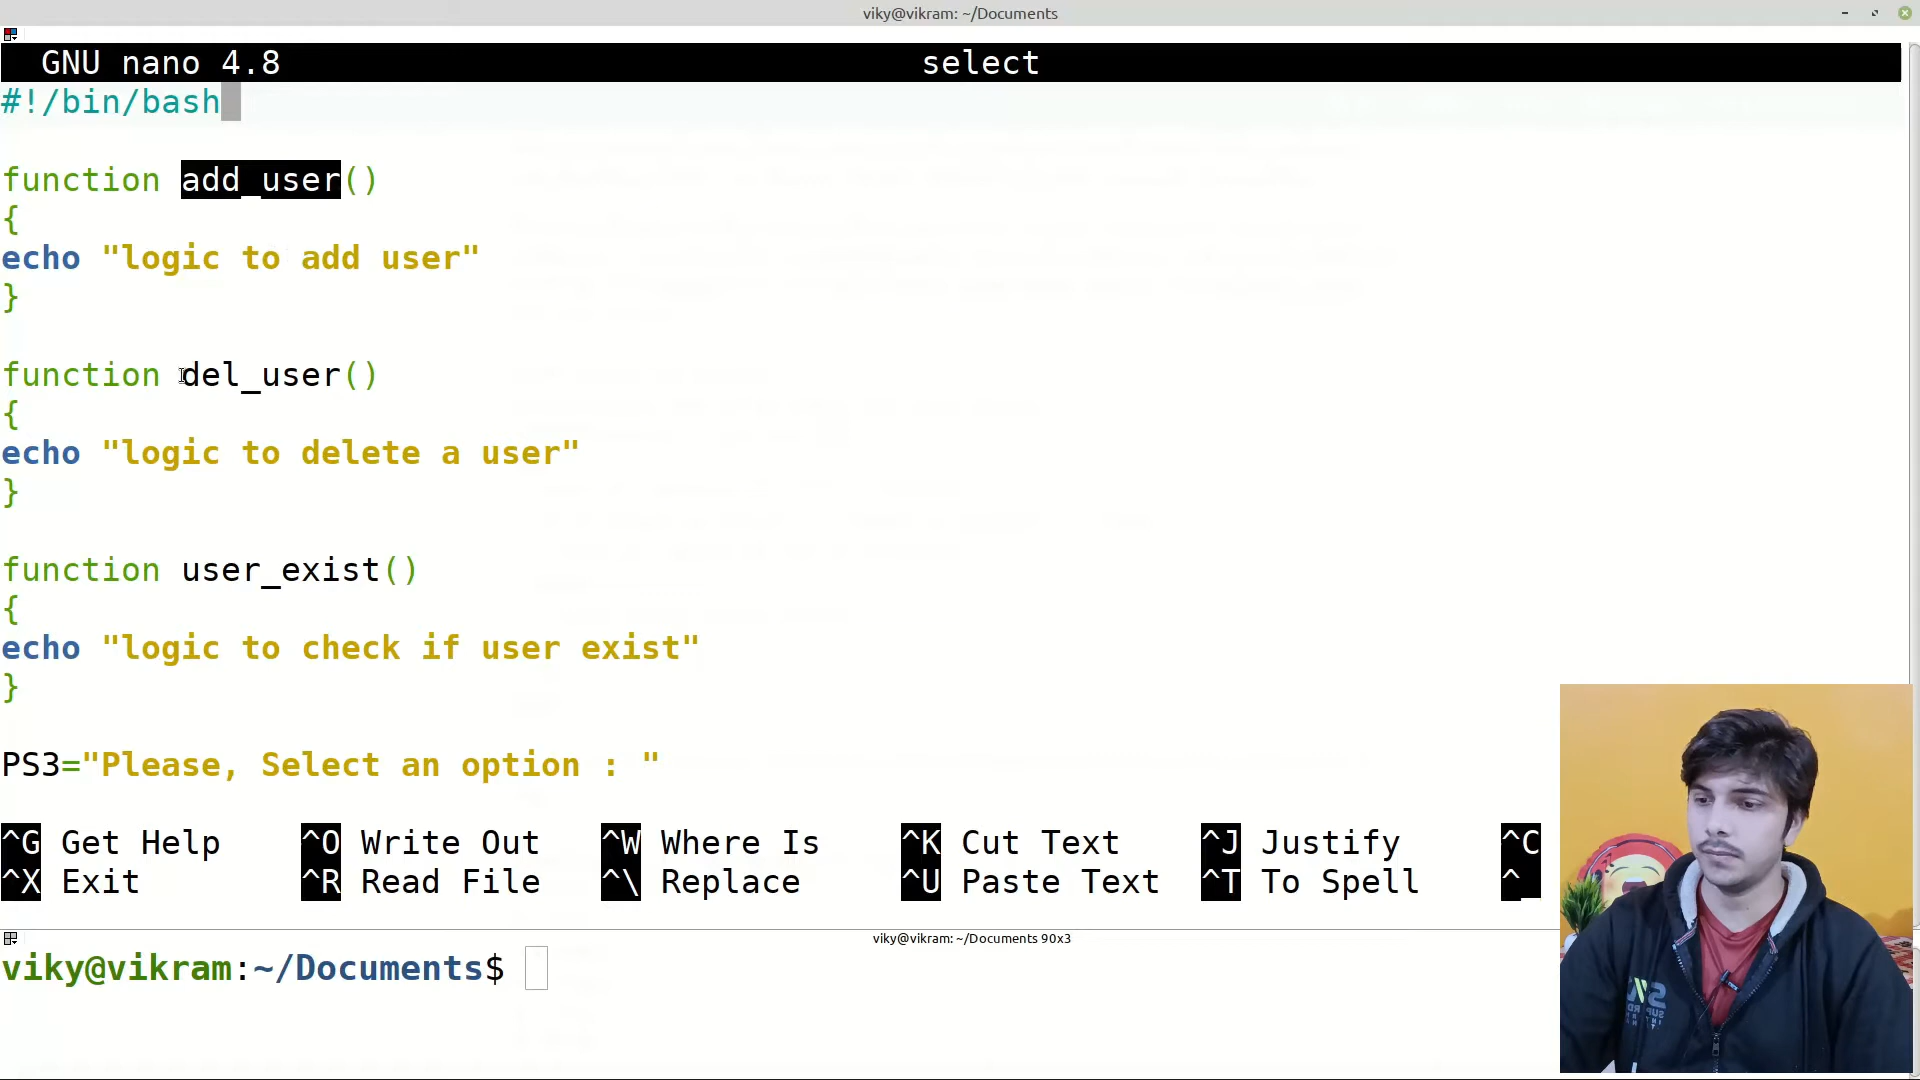 viky@vikram: ~/Documents
GNU nano 4.8 select
#!/bin/bash
function add_user()
{
echo "logic to add user"
}
function del_user()
{
echo "logic to delete a user"
}
function user_exist()
{
echo "logic to check if user exist"
}
PS3="Please, Select an option : "
^G Get Help ^O Write Out ^W Where Is ^K Cut Text ^J Justify ^C
^X Exit ^R Read File ^\ Replace ^U Paste Text ^T To Spell ^_
viky@vikram: ~/Documents 90x3
viky@vikram:~/Documents$